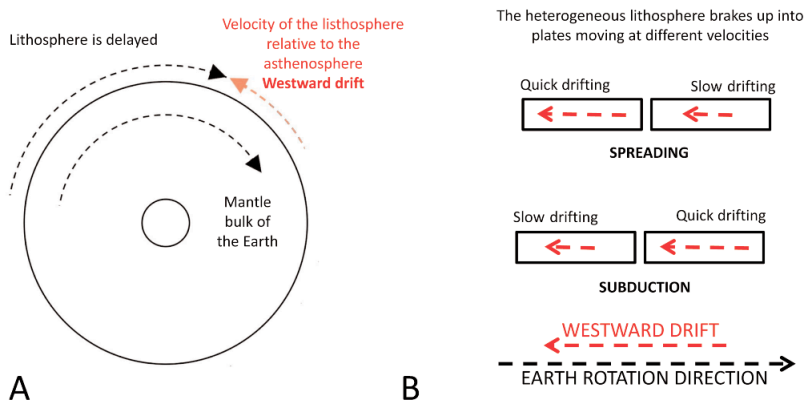 Lithosphere is delayed
Velocity of the listhosphere
relative to the
asthenosphere
Westward drift
Mantle
bulk of
the Earth
A
The heterogeneous lithosphere brakes up into
plates moving at different velocities
Quick drifting
Slow drifting
SPREADING
Slow drifting
Quick drifting
SUBDUCTION
WESTWARD DRIFT
EARTH ROTATION DIRECTION
B